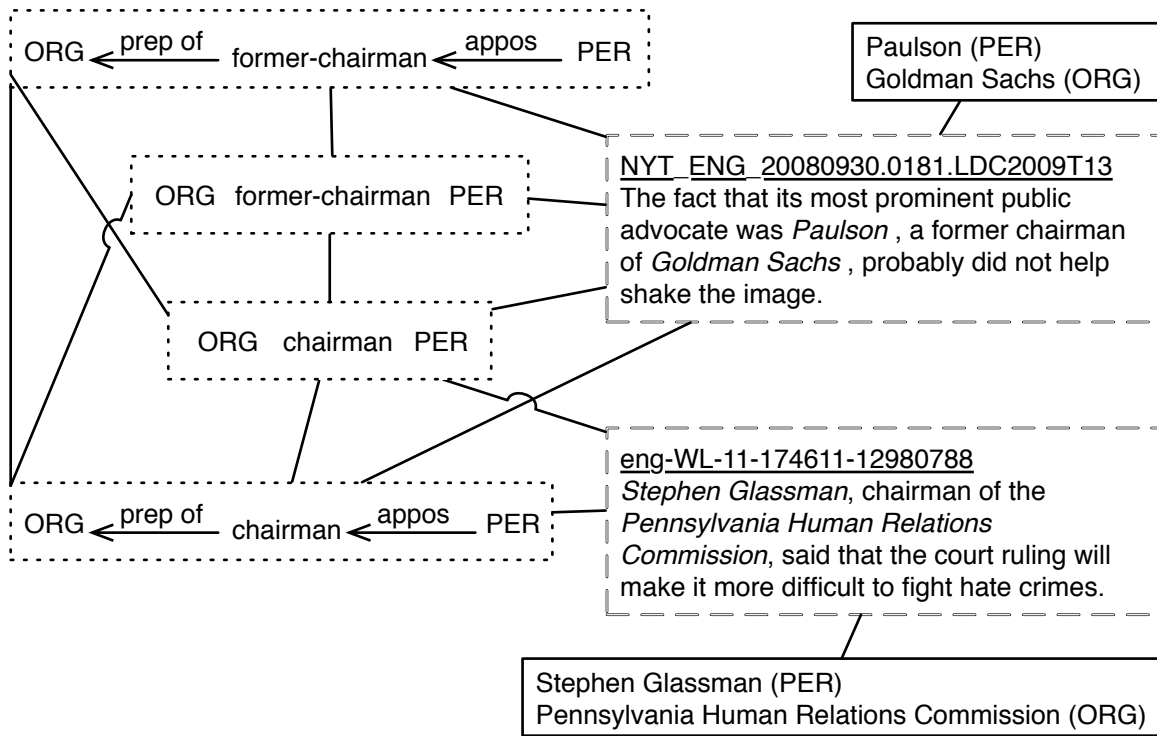 ORG prep of former-chairman appos PER
Paulson (PER)
Goldman Sachs (ORG)
ORG former-chairman PER
NYT_ENG_20080930.0181.LDC2009T13
The fact that its most prominent public
advocate was Paulson , a former chairman
of Goldman Sachs , probably did not help
shake the image.
ORG chairman PER
eng-WL-11-174611-12980788
Stephen Glassman, chairman of the
Pennsylvania Human Relations
Commission, said that the court ruling will
make it more difficult to fight hate crimes.
ORG prep of chairman appos PER
Stephen Glassman (PER)
Pennsylvania Human Relations Commission (ORG)